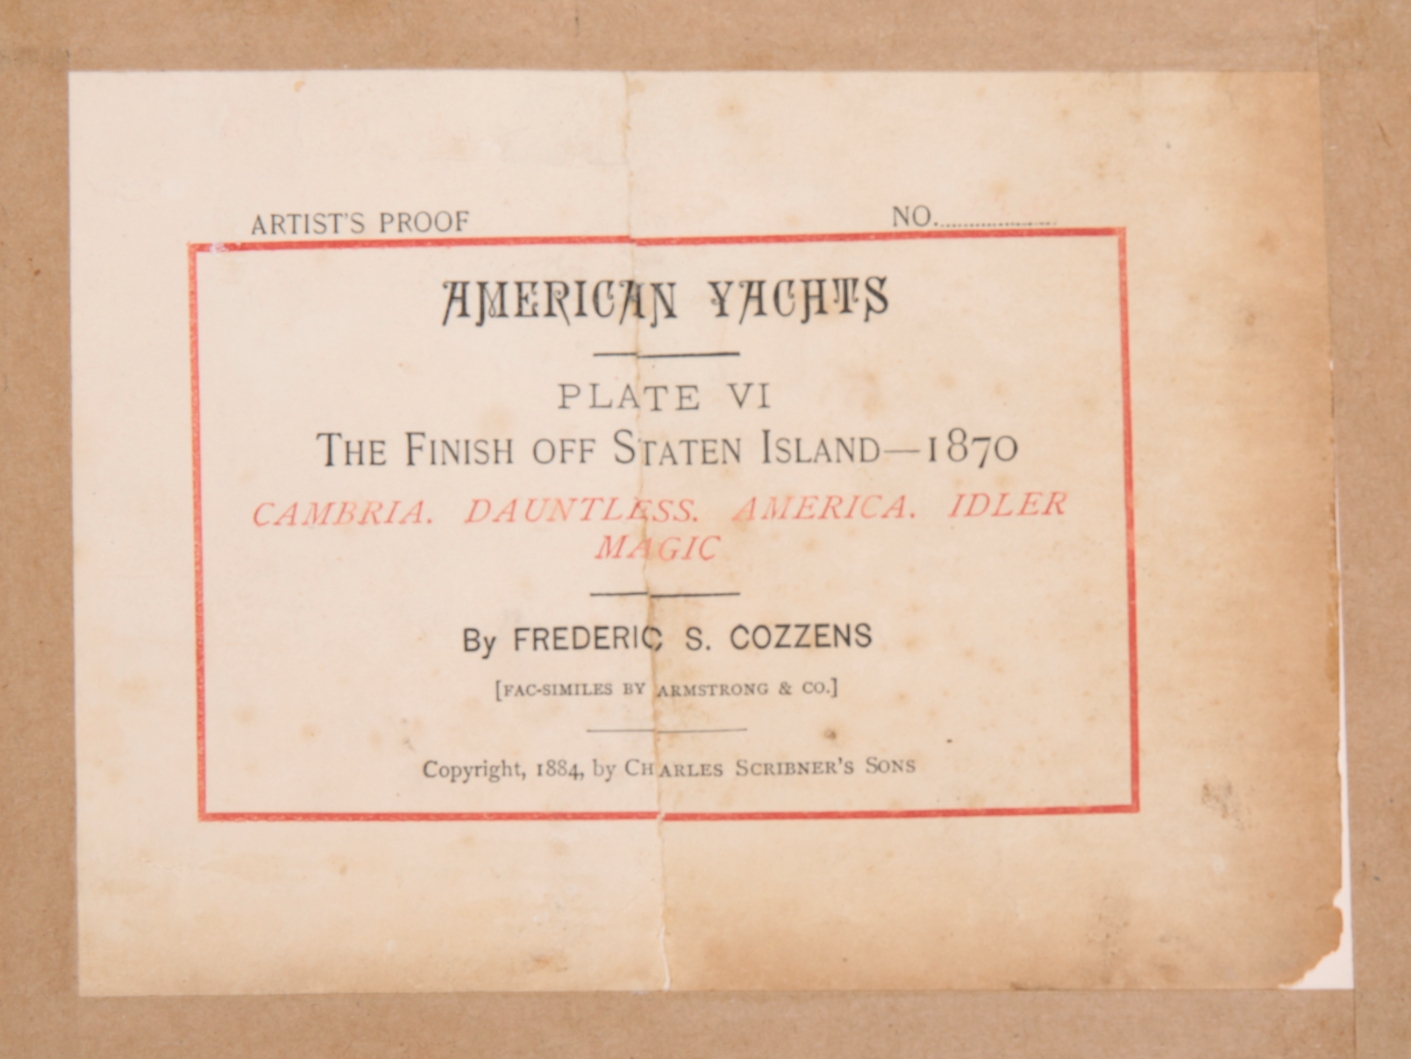 ARTIST'S PROOF NO...................
AMERICAN YACHTS
PLATE VI
THE FINISH OFF STATEN ISLAND—1870
CAMBRIA. DAUNTLESS. AMERICA. IDLER
MAGIC
By FREDERIC S. COZZENS
[FAC-SIMILES BY ARMSTRONG & CO.]
Copyright, 1884, by CHARLES SCRIBNER'S SONS